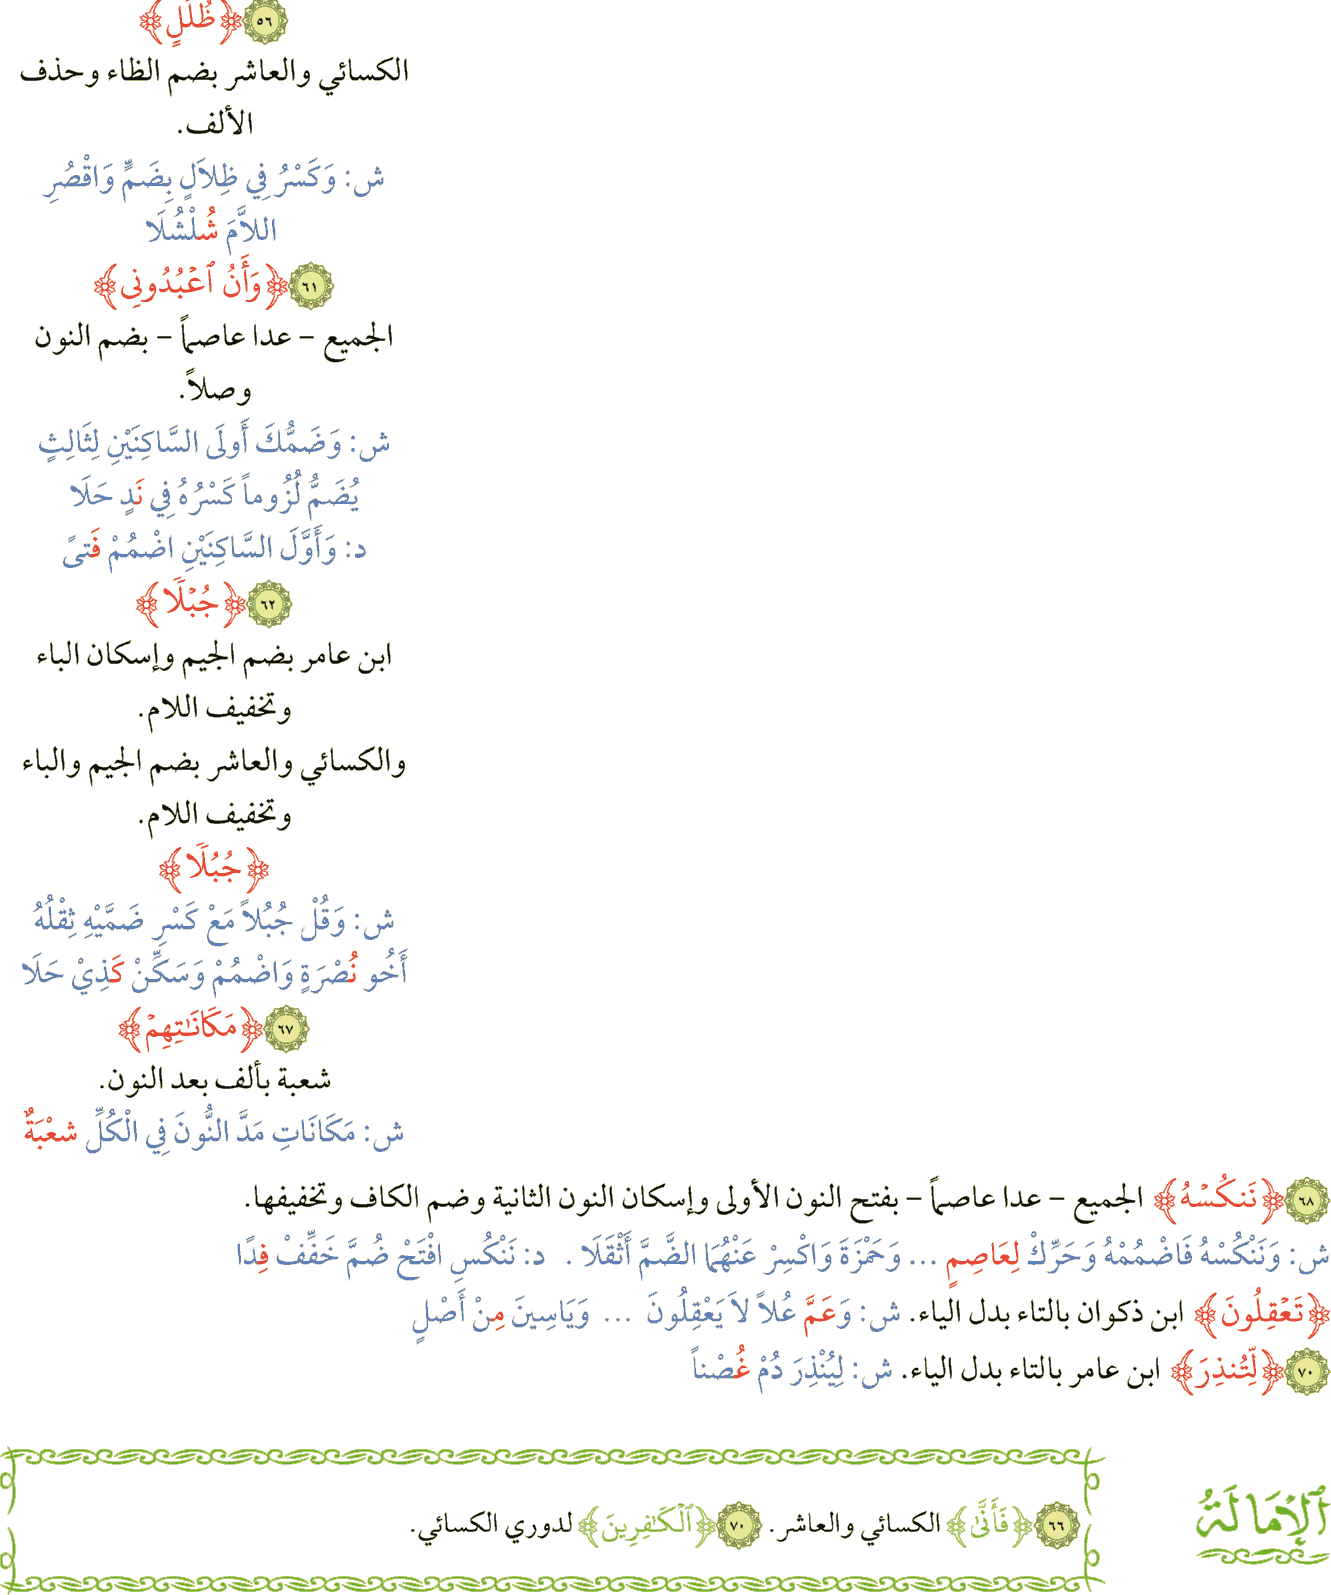 ٥٦ ﴿ظُلَلٍ﴾
الكسائي والعاشر بضم الظاء وحذف
الألف.
ش: وَكَسْرُ فِي ظِلاَلٍ بِضَمٍّ وَاقْصُرِ
اللاَّمَ شُلْشُلَا
٦١ ﴿وَأَنُ ٱعۡبُدُونِي﴾
الجميع – عدا عاصماً – بضم النون
وصلاً.
ش: وَضَمُّكَ أُولَى السَّاكِنَيْنِ لِثَالِثٍ
يُضَمُّ لُزُوماً كَسْرُهُ فِي نَدٍ حَلَا
د: وَأَوَّلَ السَّاكِنَيْنِ اضْمُمْ فَتىً
٦٢ ﴿جُبۡلًا﴾
ابن عامر بضم الجيم وإسكان الباء
وتخفيف اللام.
والكسائي والعاشر بضم الجيم والباء
وتخفيف اللام.
﴿جُبُلًا﴾
ش: وَقُلْ جُبُلاً مَعْ كَسْرِ ضَمَّيْهِ ثِقْلُهُ
أَخُو نُصْرَةٍ وَاضْمُمْ وَسَكِّنْ كَذِيْ حَلَا
٦٧ ﴿مَكَانَٰتِهِمۡ﴾
شعبة بألف بعد النون.
ش: مَكَانَاتِ مَدَّ النُّونَ فِي الْكُلِّ شعْبَةٌ
٦٨ ﴿نَنكُسۡهُ﴾ الجميع – عدا عاصماً – بفتح النون الأولى وإسكان النون الثانية وضم الكاف وتخفيفها.
ش: وَنَنْكُسْهُ فَاضْمُمْهُ وَحَرِّكْ لِعَاصِمٍ ... وَحَمْزَةَ وَاكْسِرْ عَنْهُمَا الضَّمَّ أَثْقَلَا . د: نَنْكُسِ افْتَحْ ضُمَّ خَفِّفْ فِدًا
﴿تَعۡقِلُونَ﴾ ابن ذكوان بالتاء بدل الياء. ش: وَعَمَّ عُلاً لاَ يَعْقِلُونَ ... وَيَاسِينَ مِنْ أَصْلٍ
٧٠ ﴿لِّتُنذِرَ﴾ ابن عامر بالتاء بدل الياء. ش: لِيُنْذِرَ دُمْ غُصْناً
ٱلۡإِمَالَةُ
٦٦ ﴿فَأَنَّىٰ﴾ الكسائي والعاشر. ٧٠ ﴿ٱلۡكَٰفِرِينَ﴾ لدوري الكسائي.